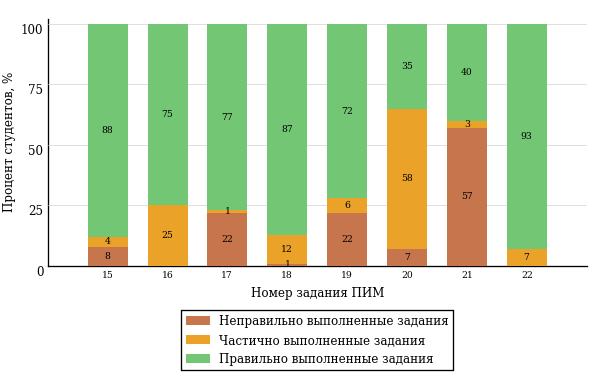 Процент студентов, %
100
75
50
25
0
88 75 77 87 72 35 40 93
4 25 1 12 6 58 3 7
8 22 1 22 7 57
15 16 17 18 19 20 21 22
Номер задания ПИМ
Неправильно выполненные задания
Частично выполненные задания
Правильно выполненные задания